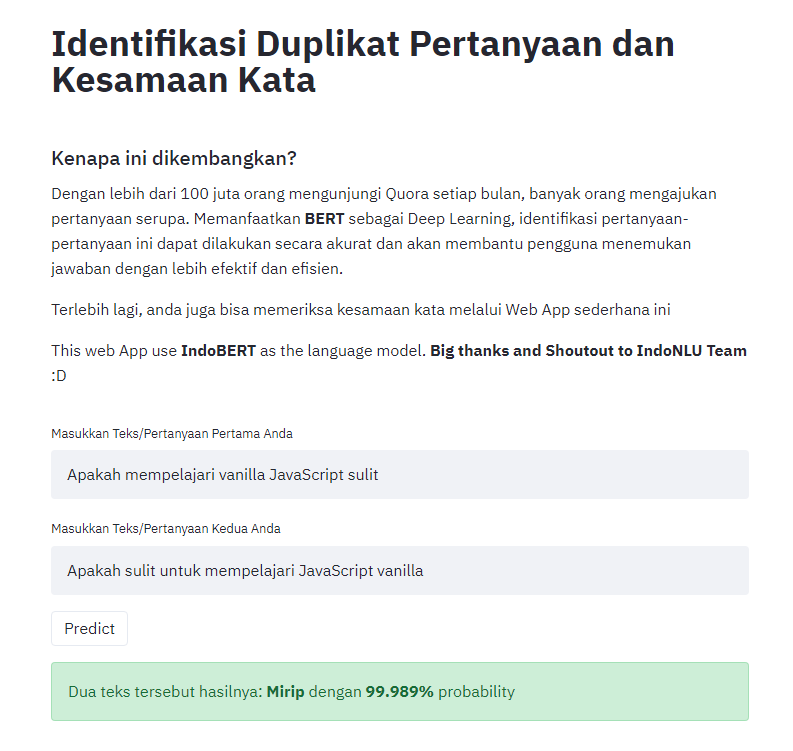 Identifikasi Duplikat Pertanyaan dan
Kesamaan Kata
Kenapa ini dikembangkan?
Dengan lebih dari 100 juta orang mengunjungi Quora setiap bulan, banyak orang mengajukan
pertanyaan serupa. Memanfaatkan BERT sebagai Deep Learning, identifikasi pertanyaan-
pertanyaan ini dapat dilakukan secara akurat dan akan membantu pengguna menemukan
jawaban dengan lebih efektif dan efisien.
Terlebih lagi, anda juga bisa memeriksa kesamaan kata melalui Web App sederhana ini
This web App use IndoBERT as the language model. Big thanks and Shoutout to IndoNLU Team
:D
Masukkan Teks/Pertanyaan Pertama Anda
Apakah mempelajari vanilla JavaScript sulit
Masukkan Teks/Pertanyaan Kedua Anda
Apakah sulit untuk mempelajari JavaScript vanilla
Predict
Dua teks tersebut hasilnya: Mirip dengan 99.989% probability